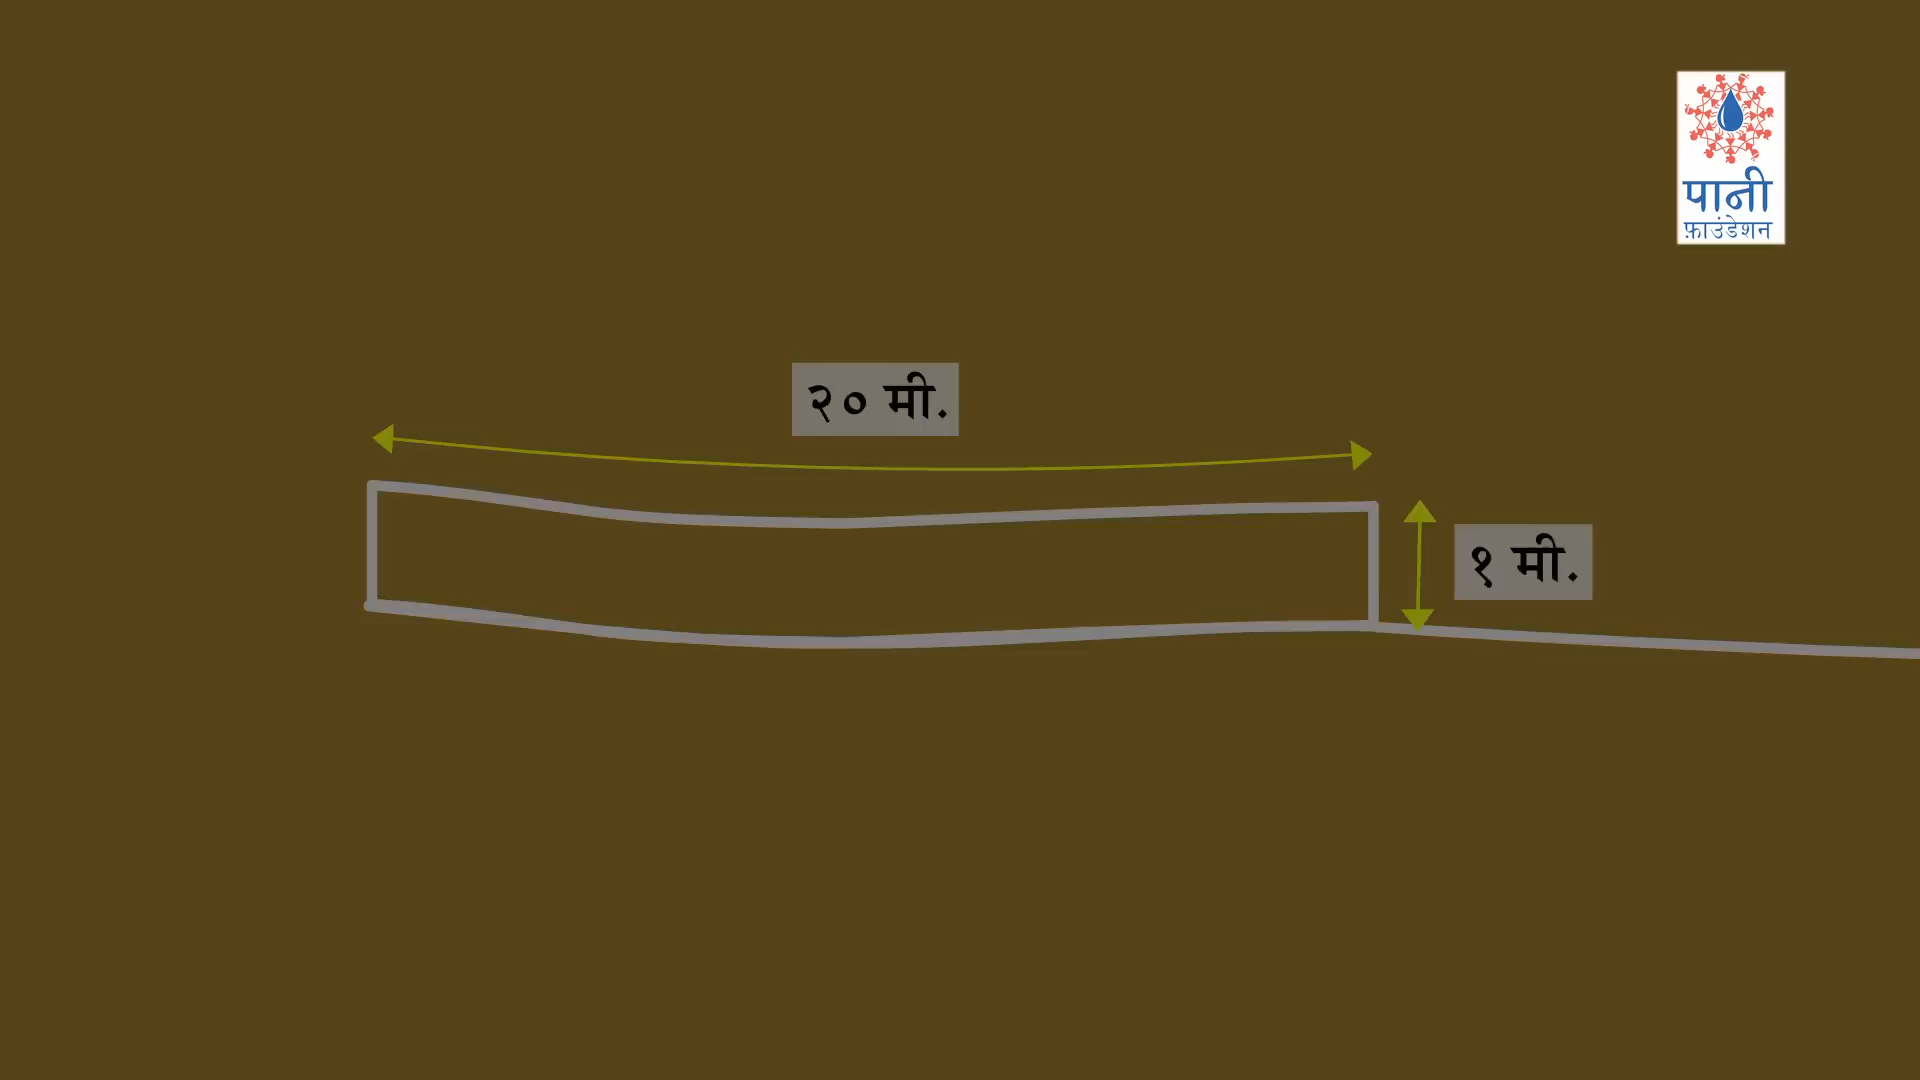 पानी
फ़ाउंडेशन
२० मी.
१ मी.